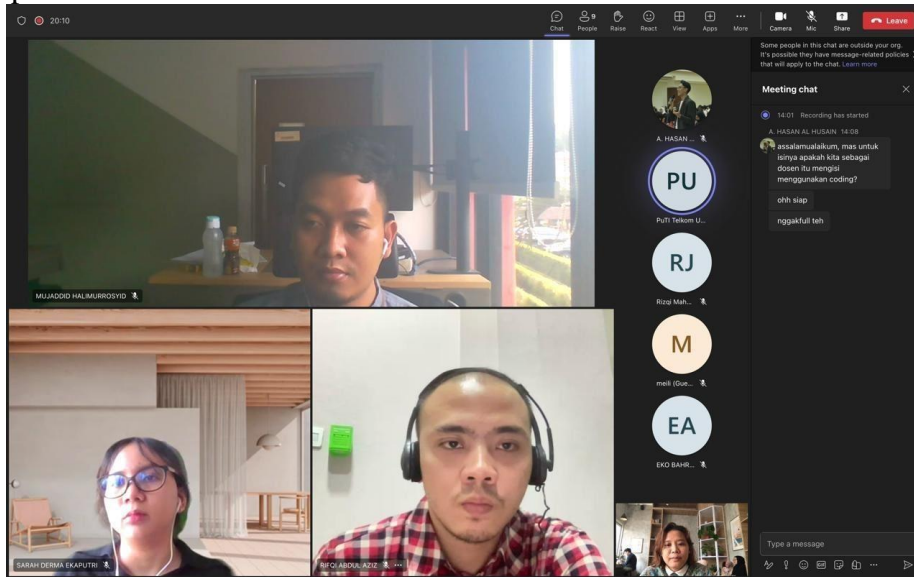 20:10
Chat
9
People
Raise
React
View
Apps
More
Camera
Mic
Share
Leave
MUJADDID HALIMURROSYID
SARAH DERMA EKAPUTRI
RIFQI ABDUL AZIZ
A. HASAN ...
PU
PuTI Telkom U...
RJ
Rizqi Mah...
M
meili (Gue...
EA
EKO BAHR...
Some people in this chat are outside your org.
It's possible they have message-related policies
that will apply to the chat. Learn more
Meeting chat
14:01 Recording has started
A. HASAN AL HUSAIN 14:08
assalamualaikum, mas untuk
isinya apakah kita sebagai
dosen itu mengisi
menggunakan coding?
ohh siap
nggakfull teh
Type a message